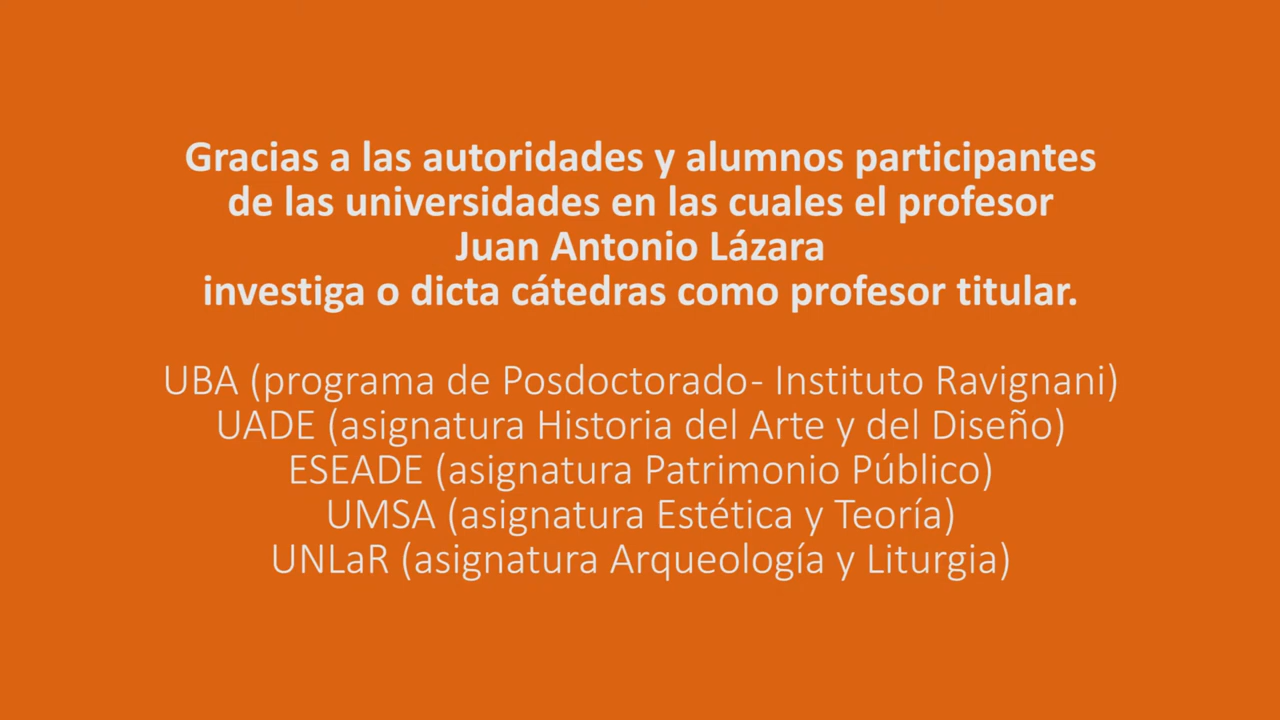 Gracias a las autoridades y alumnos participantes
de las universidades en las cuales el profesor
Juan Antonio Lázara
investiga o dicta cátedras como profesor titular.
UBA (programa de Posdoctorado- Instituto Ravignani)
UADE (asignatura Historia del Arte y del Diseño)
ESEADE (asignatura Patrimonio Público)
UMSA (asignatura Estética y Teoría)
UNLaR (asignatura Arqueología y Liturgia)